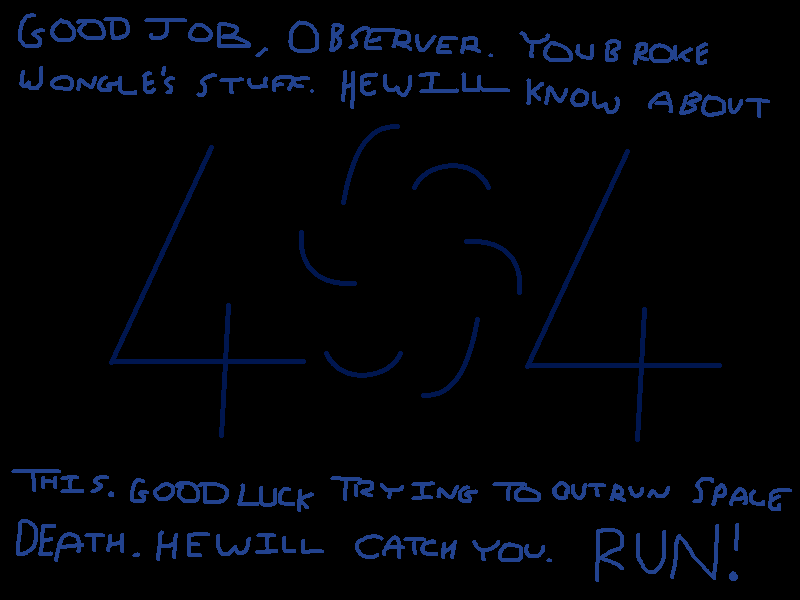 GOOD JOB, OBSERVER. YOU BROKE
WONGLE'S STUFF. HE WILL KNOW ABOUT
404
THIS. GOOD LUCK TRYING TO OUTRUN SPACE
DEATH. HE WILL CATCH YOU. RUN!